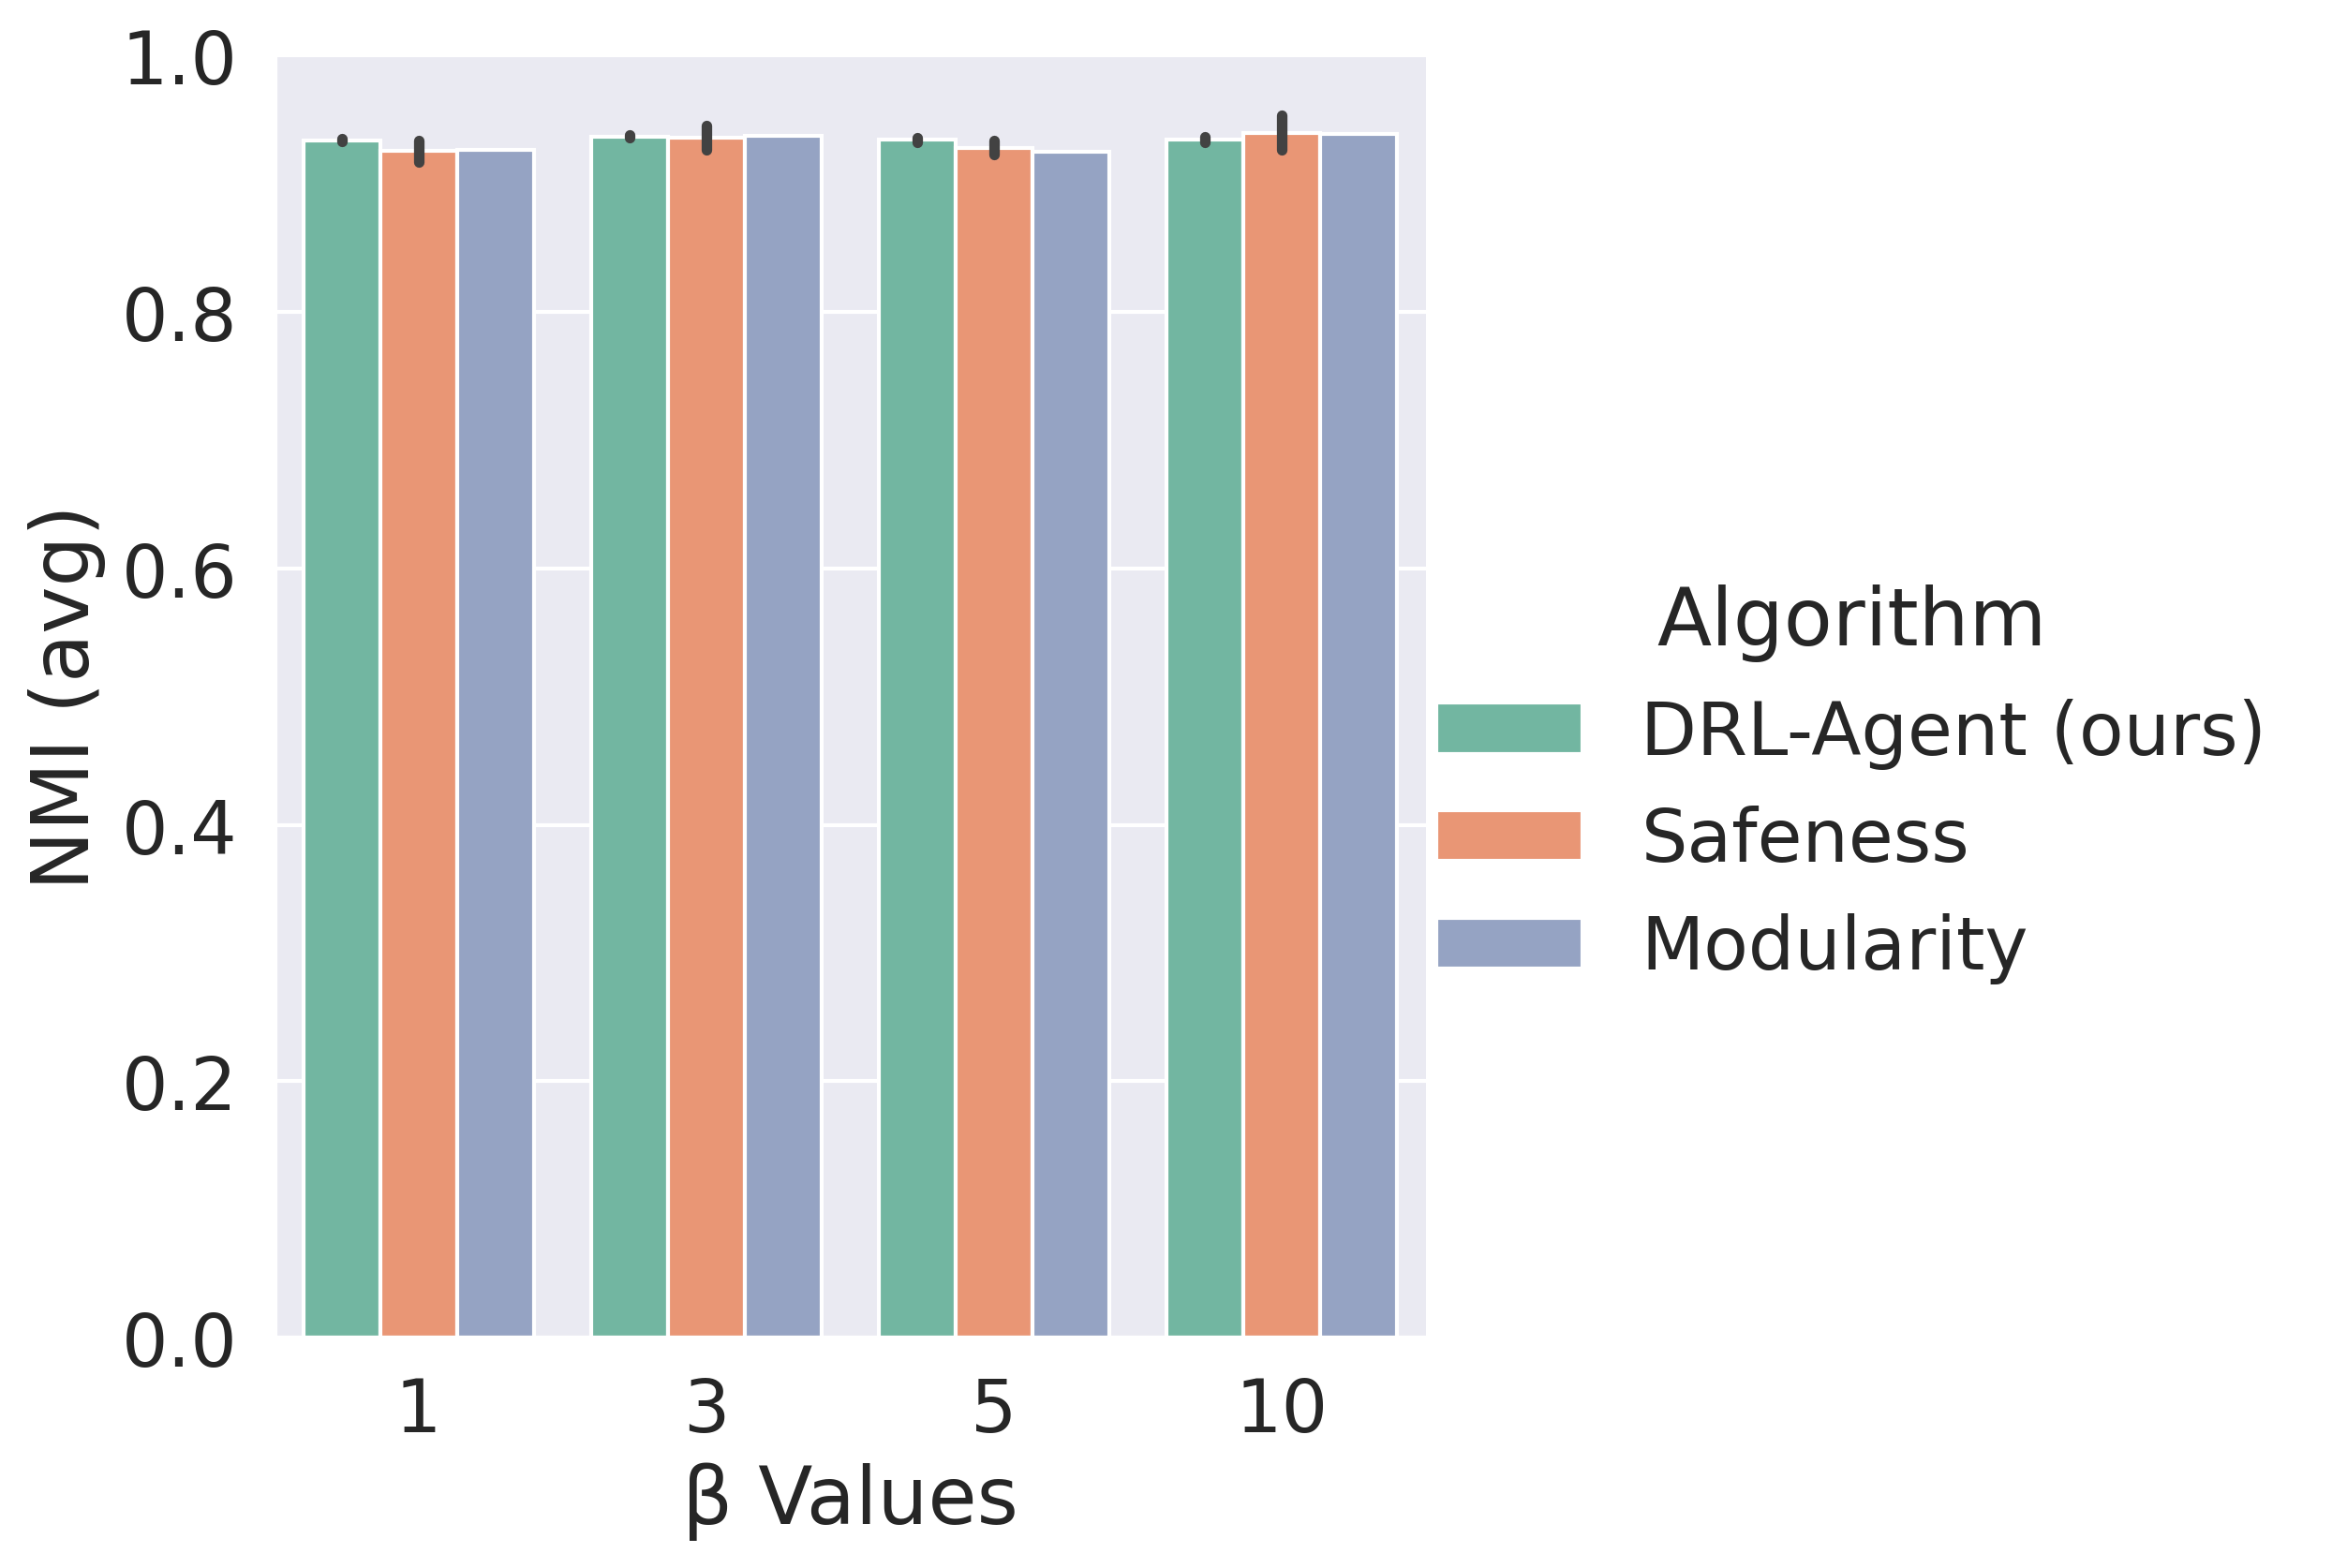 1.0
0.8
0.6
0.4
0.2
0.0
NMI (avg)
1 3 5 10
β Values
Algorithm
DRL-Agent (ours)
Safeness
Modularity